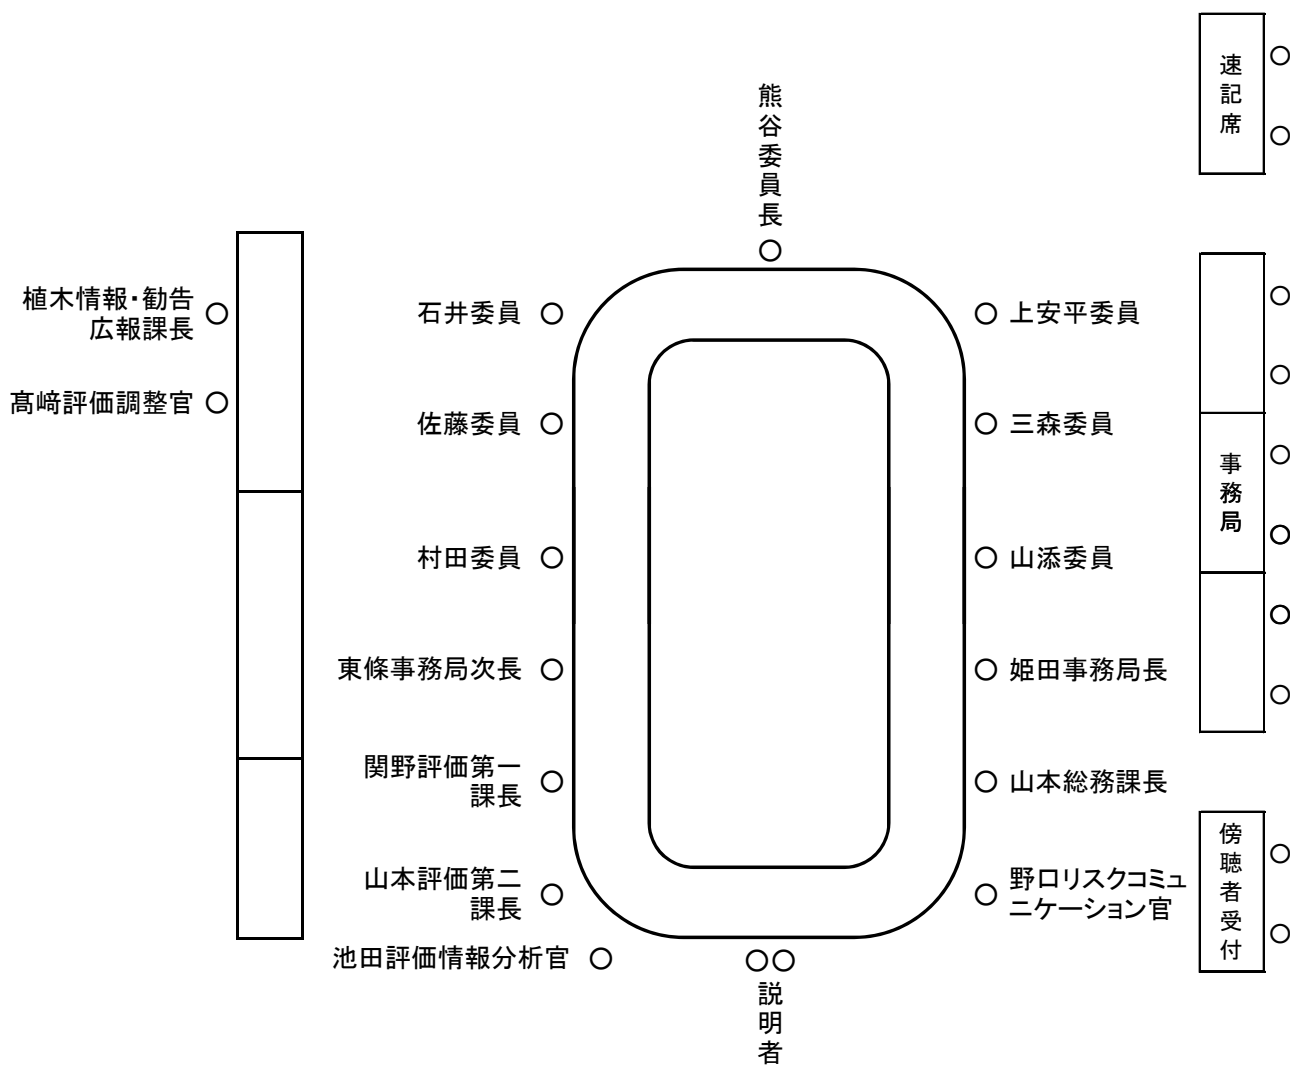 速記席
熊谷委員長
植木情報・勧告
広報課長
髙﨑評価調整官
石井委員
佐藤委員
村田委員
東條事務局次長
関野評価第一
課長
山本評価第二
課長
池田評価情報分析官
説明者
上安平委員
三森委員
山添委員
姫田事務局長
山本総務課長
野口リスクコミュ
ニケーション官
事務局
傍聴者受付